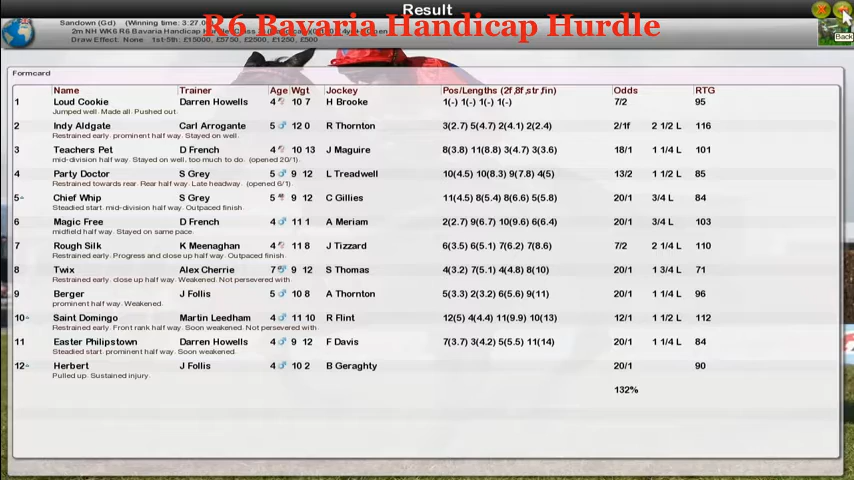 Result
R6 Bavaria Handicap Hurdle
Sandown (Gd) (Winning time: 3:27.0
2m NH WKG R6 Bavaria Handicap Hurdle
Draw Effect: None. 1st-5th: £15000, £5750, £2500, £1250, £500
Back
Formcard
Name Trainer Age Wgt Jockey Pos/Lengths (2f,8f,str,fin) Odds RTG
1 Loud Cookie Darren Howells 4 10 7 H Brooke 1(-) 1(-) 1(-) 1(-) 7/2 95
Jumped well. Made all. Pushed out.
2 Indy Aldgate Carl Arrogante 5 12 0 R Thornton 3(2.7) 5(4.7) 2(4.1) 2(2.4) 2/1f 2 1/2 L 116
Restrained early. prominent half way. Stayed on well.
3 Teachers Pet D French 4 10 13 J Maguire 8(3.8) 11(8.8) 3(4.7) 3(3.6) 18/1 1 1/4 L 101
mid-division half way. Stayed on well. too much to do. (opened 20/1).
4 Party Doctor S Grey 5 9 12 L Treadwell 10(4.5) 10(8.3) 9(7.8) 4(5) 13/2 1 1/2 L 85
Restrained towards rear. Rear half way. Late headway. (opened 6/1).
5 Chief Whip S Grey 5 9 12 C Gillies 11(4.5) 8(5.4) 8(6.6) 5(5.8) 20/1 3/4 L 84
Steadied start. mid-division half way. Outpaced finish.
6 Magic Free D French 4 11 1 A Meriam 2(2.7) 9(6.7) 10(9.6) 6(6.4) 20/1 3/4 L 103
midfield half way. Stayed on same pace.
7 Rough Silk K Meenaghan 4 11 8 J Tizzard 6(3.5) 6(5.1) 7(6.2) 7(8.6) 7/2 2 1/4 L 110
Restrained early. Progress and close up half way. Outpaced finish.
8 Twix Alex Cherrie 7 9 12 S Thomas 4(3.2) 7(5.1) 4(4.8) 8(10) 20/1 1 3/4 L 71
Restrained early. close up half way. Weakened. Not persevered with.
9 Berger J Follis 5 10 8 A Thornton 5(3.3) 2(3.2) 6(5.6) 9(11) 20/1 1 1/4 L 96
prominent half way. Weakened.
10 Saint Domingo Martin Leedham 4 11 10 R Flint 12(5) 4(4.4) 11(9.9) 10(13) 12/1 1 1/2 L 112
Restrained early. Front rank half way. Soon weakened. Not persevered with.
11 Easter Philipstown Darren Howells 4 9 12 F Davis 7(3.7) 3(4.2) 5(5.5) 11(14) 20/1 1 1/4 L 84
Steadied start. prominent half way. Soon weakened.
12 Herbert J Follis 4 10 2 B Geraghty 20/1 90
Pulled up. Sustained injury.
132%